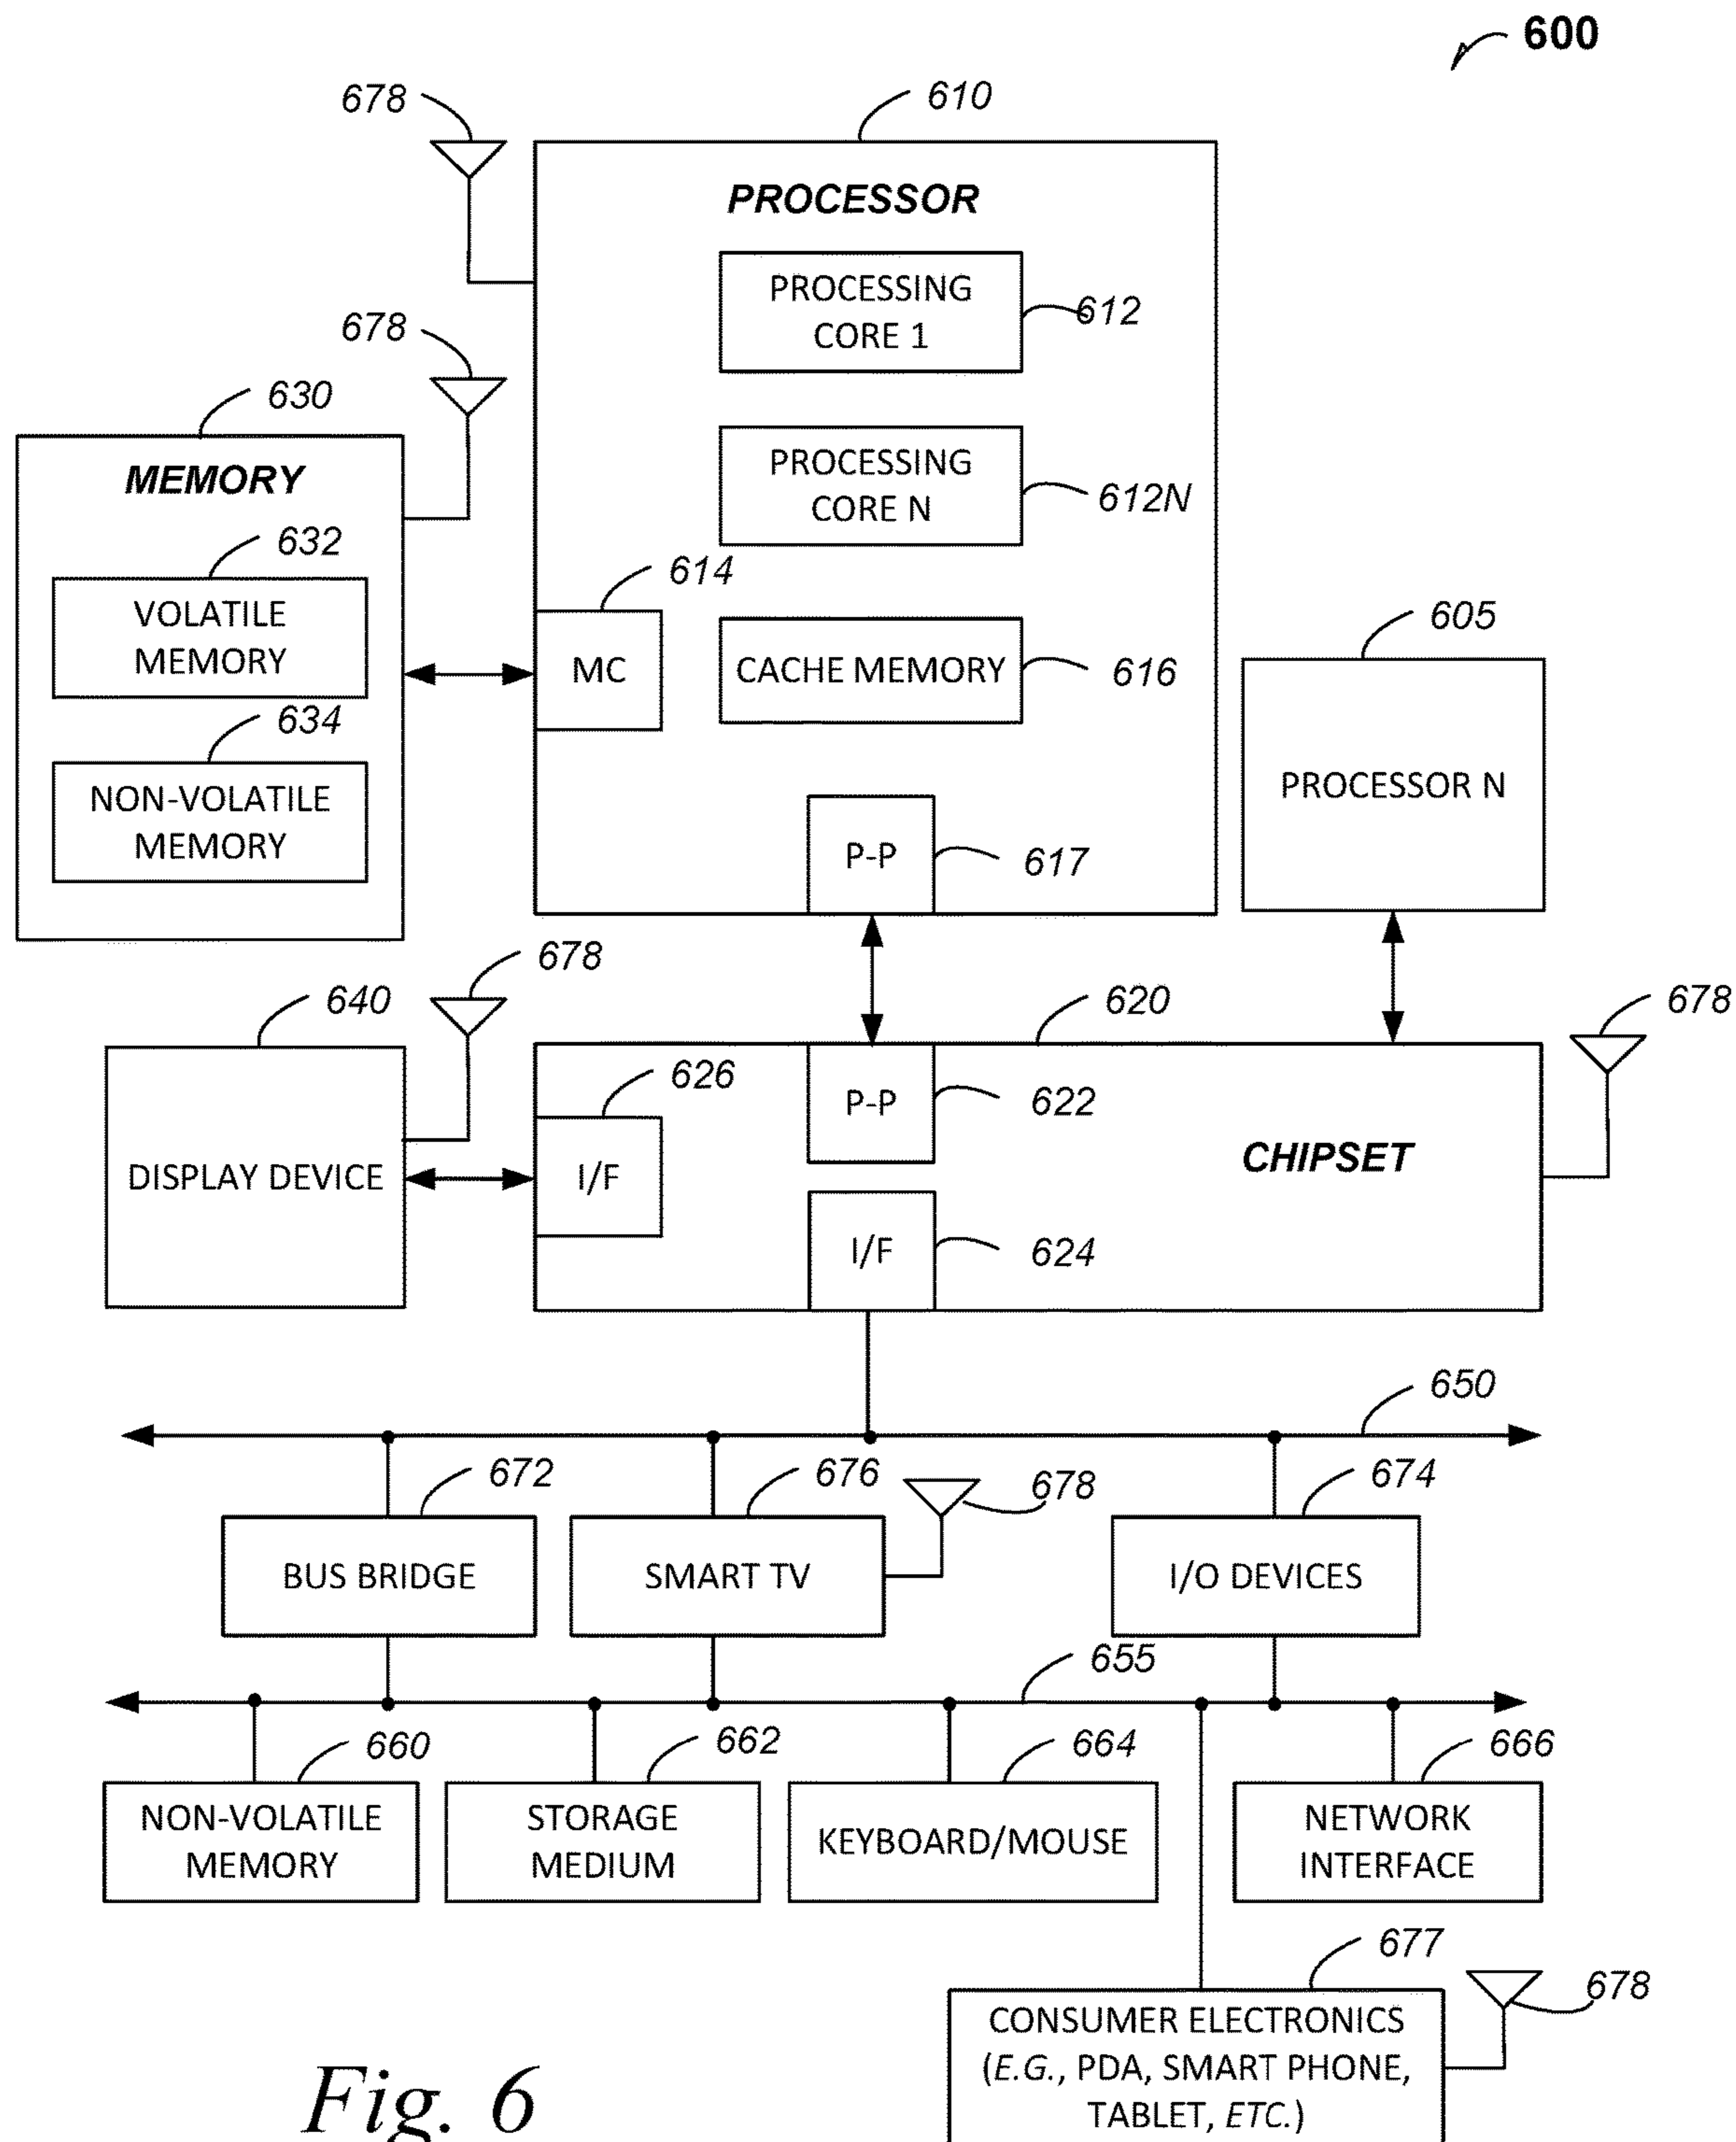 600
678
610
PROCESSOR
PROCESSING
CORE 1
612
678
630
MEMORY
PROCESSING
CORE N
612N
632
VOLATILE
MEMORY
614
MC
CACHE MEMORY
616
605
PROCESSOR N
634
NON-VOLATILE
MEMORY
P-P
617
678
640
DISPLAY DEVICE
620
678
626
I/F
P-P
622
CHIPSET
I/F
624
650
672
676
678
674
BUS BRIDGE
SMART TV
I/O DEVICES
655
660
662
664
666
NON-VOLATILE
MEMORY
STORAGE
MEDIUM
KEYBOARD/MOUSE
NETWORK
INTERFACE
677
678
CONSUMER ELECTRONICS
(E.G., PDA, SMART PHONE,
TABLET, ETC.)
Fig. 6